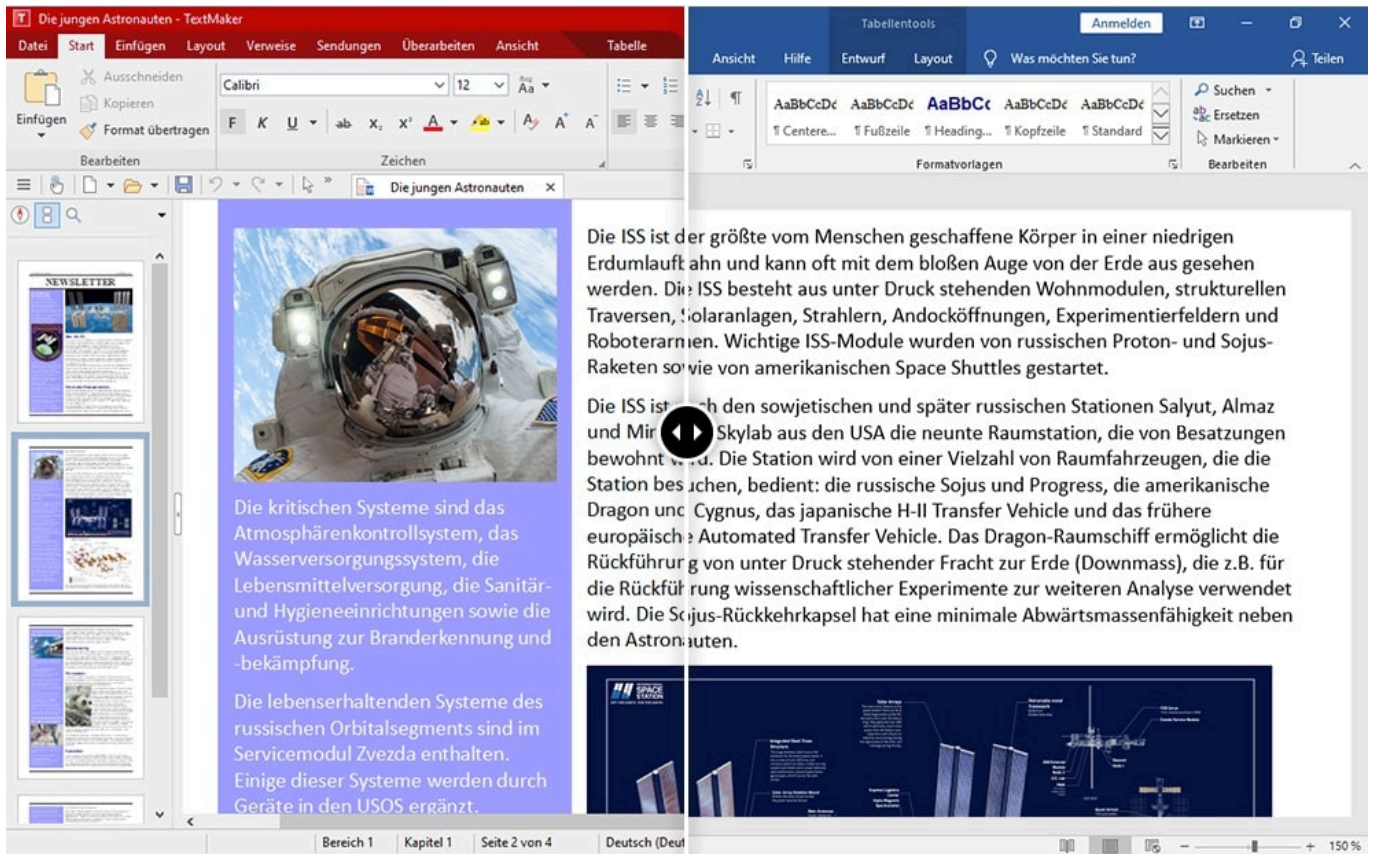 Die jungen Astronauten - TextMaker
Tabellentools
Anmelden
Datei Start Einfügen Layout Verweise Sendungen Überarbeiten Ansicht Tabelle
Ansicht Hilfe Entwurf Layout Was möchten Sie tun? Teilen
Einfügen
Ausschneiden
Kopieren
Format übertragen
Bearbeiten
Calibri 12
Zeichen
AaBbCcDc AaBbCcDc AaBbCc AaBbCcDc AaBbCcDc
¶ Centere... ¶ Fußzeile ¶ Heading... ¶ Kopfzeile ¶ Standard
Formatvorlagen
Suchen
Ersetzen
Markieren
Bearbeiten
Die jungen Astronauten
NEWSLETTER
Die kritischen Systeme sind das
Atmosphärenkontrollsystem, das
Wasserversorgungssystem, die
Lebensmittelversorgung, die Sanitär-
und Hygieneeinrichtungen sowie die
Ausrüstung zur Branderkennung und
-bekämpfung.
Die lebenserhaltenden Systeme des
russischen Orbitalsegments sind im
Servicemodul Zvezda enthalten.
Einige dieser Systeme werden durch
Geräte in den USOS ergänzt.
Die ISS ist der größte vom Menschen geschaffene Körper in einer niedrigen
Erdumlaufbahn und kann oft mit dem bloßen Auge von der Erde aus gesehen
werden. Die ISS besteht aus unter Druck stehenden Wohnmodulen, strukturellen
Traversen, Solaranlagen, Strahlern, Andocköffnungen, Experimentierfeldern und
Roboterarmen. Wichtige ISS-Module wurden von russischen Proton- und Sojus-
Raketen sowie von amerikanischen Space Shuttles gestartet.
Die ISS ist nach den sowjetischen und später russischen Stationen Salyut, Almaz
und Mir Skylab aus den USA die neunte Raumstation, die von Besatzungen
bewohnt wird. Die Station wird von einer Vielzahl von Raumfahrzeugen, die die
Station besuchen, bedient: die russische Sojus und Progress, die amerikanische
Dragon und Cygnus, das japanische H-II Transfer Vehicle und das frühere
europäische Automated Transfer Vehicle. Das Dragon-Raumschiff ermöglicht die
Rückführung von unter Druck stehender Fracht zur Erde (Downmass), die z.B. für
die Rückführung wissenschaftlicher Experimente zur weiteren Analyse verwendet
wird. Die Sojus-Rückkehrkapsel hat eine minimale Abwärtsmassenfähigkeit neben
den Astronauten.
SPACE
STATION
Bereich 1 Kapitel 1 Seite 2 von 4 Deutsch (Deut
150 %